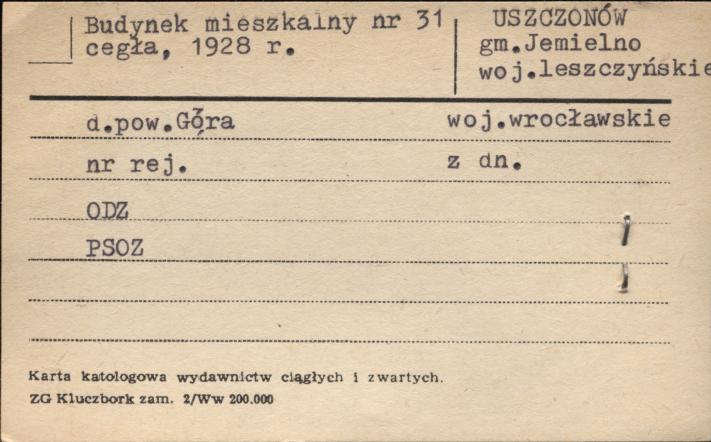 Budynek mieszkalny nr 31
cegła, 1928 r.
USZCZONÓW
gm.Jemielno
woj.leszczyńskie
d.pow.Góra
woj.wrocławskie
nr rej.
z dn.
ODZ
PSOZ
Karta katologowa wydawnictw ciągłych i zwartych.
ZG Kluczbork zam. 2/Ww 200.000